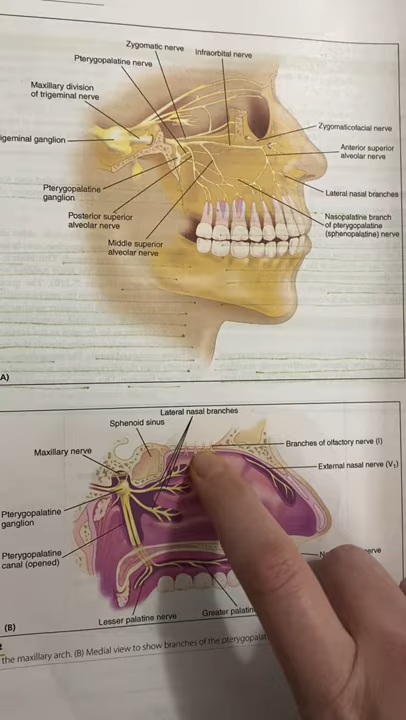 Zygomatic nerve
Infraorbital nerve
Pterygopalatine nerve
Maxillary division
of trigeminal nerve
Zygomaticofacial nerve
igeminal ganglion
Anterior superior
alveolar nerve
Pterygopalatine
ganglion
Lateral nasal branches
Posterior superior
alveolar nerve
Nasopalatine branch
of pterygopalatine
(sphenopalatine) nerve
Middle superior
alveolar nerve
A)
Lateral nasal branches
Sphenoid sinus
Branches of olfactory nerve (I)
Maxillary nerve
External nasal nerve (V₁)
Pterygopalatine
ganglion
Pterygopalatine
canal (opened)
erve
Lesser palatine nerve
Greater palatin
(B)
the maxillary arch. (B) Medial view to show branches of the pterygopalat